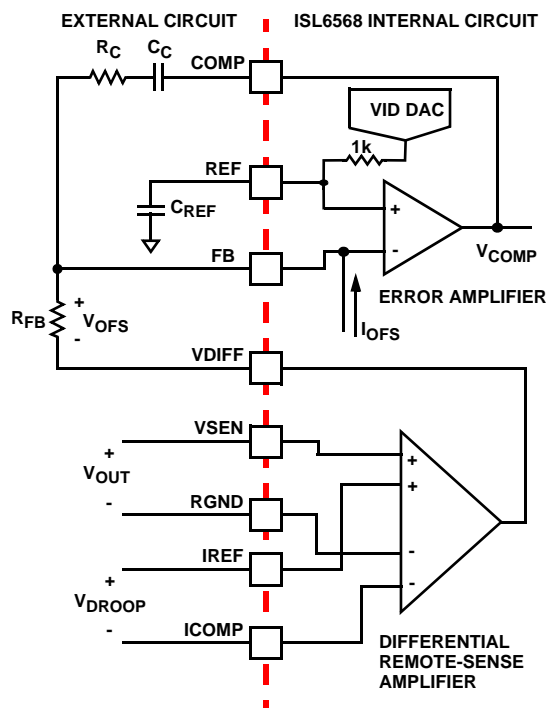 EXTERNAL CIRCUIT
ISL6568 INTERNAL CIRCUIT
RC
CC
COMP
VID DAC
1k
REF
CREF
+
-
VCOMP
FB
ERROR AMPLIFIER
IOFS
RFB
+
VOFS
-
VDIFF
VSEN
+
VOUT
-
RGND
+
+
-
-
IREF
+
VDROOP
-
ICOMP
DIFFERENTIAL
REMOTE-SENSE
AMPLIFIER